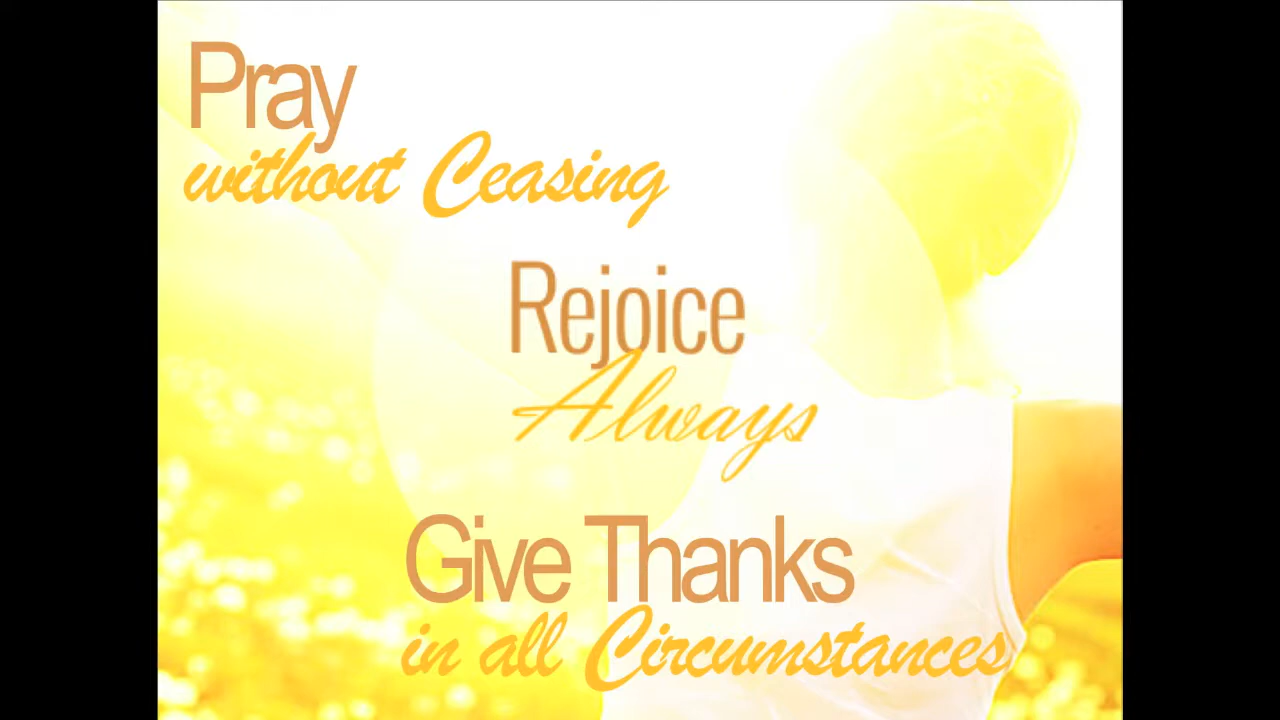 Pray
without Ceasing
Rejoice
Always
Give Thanks
in all Circumstances